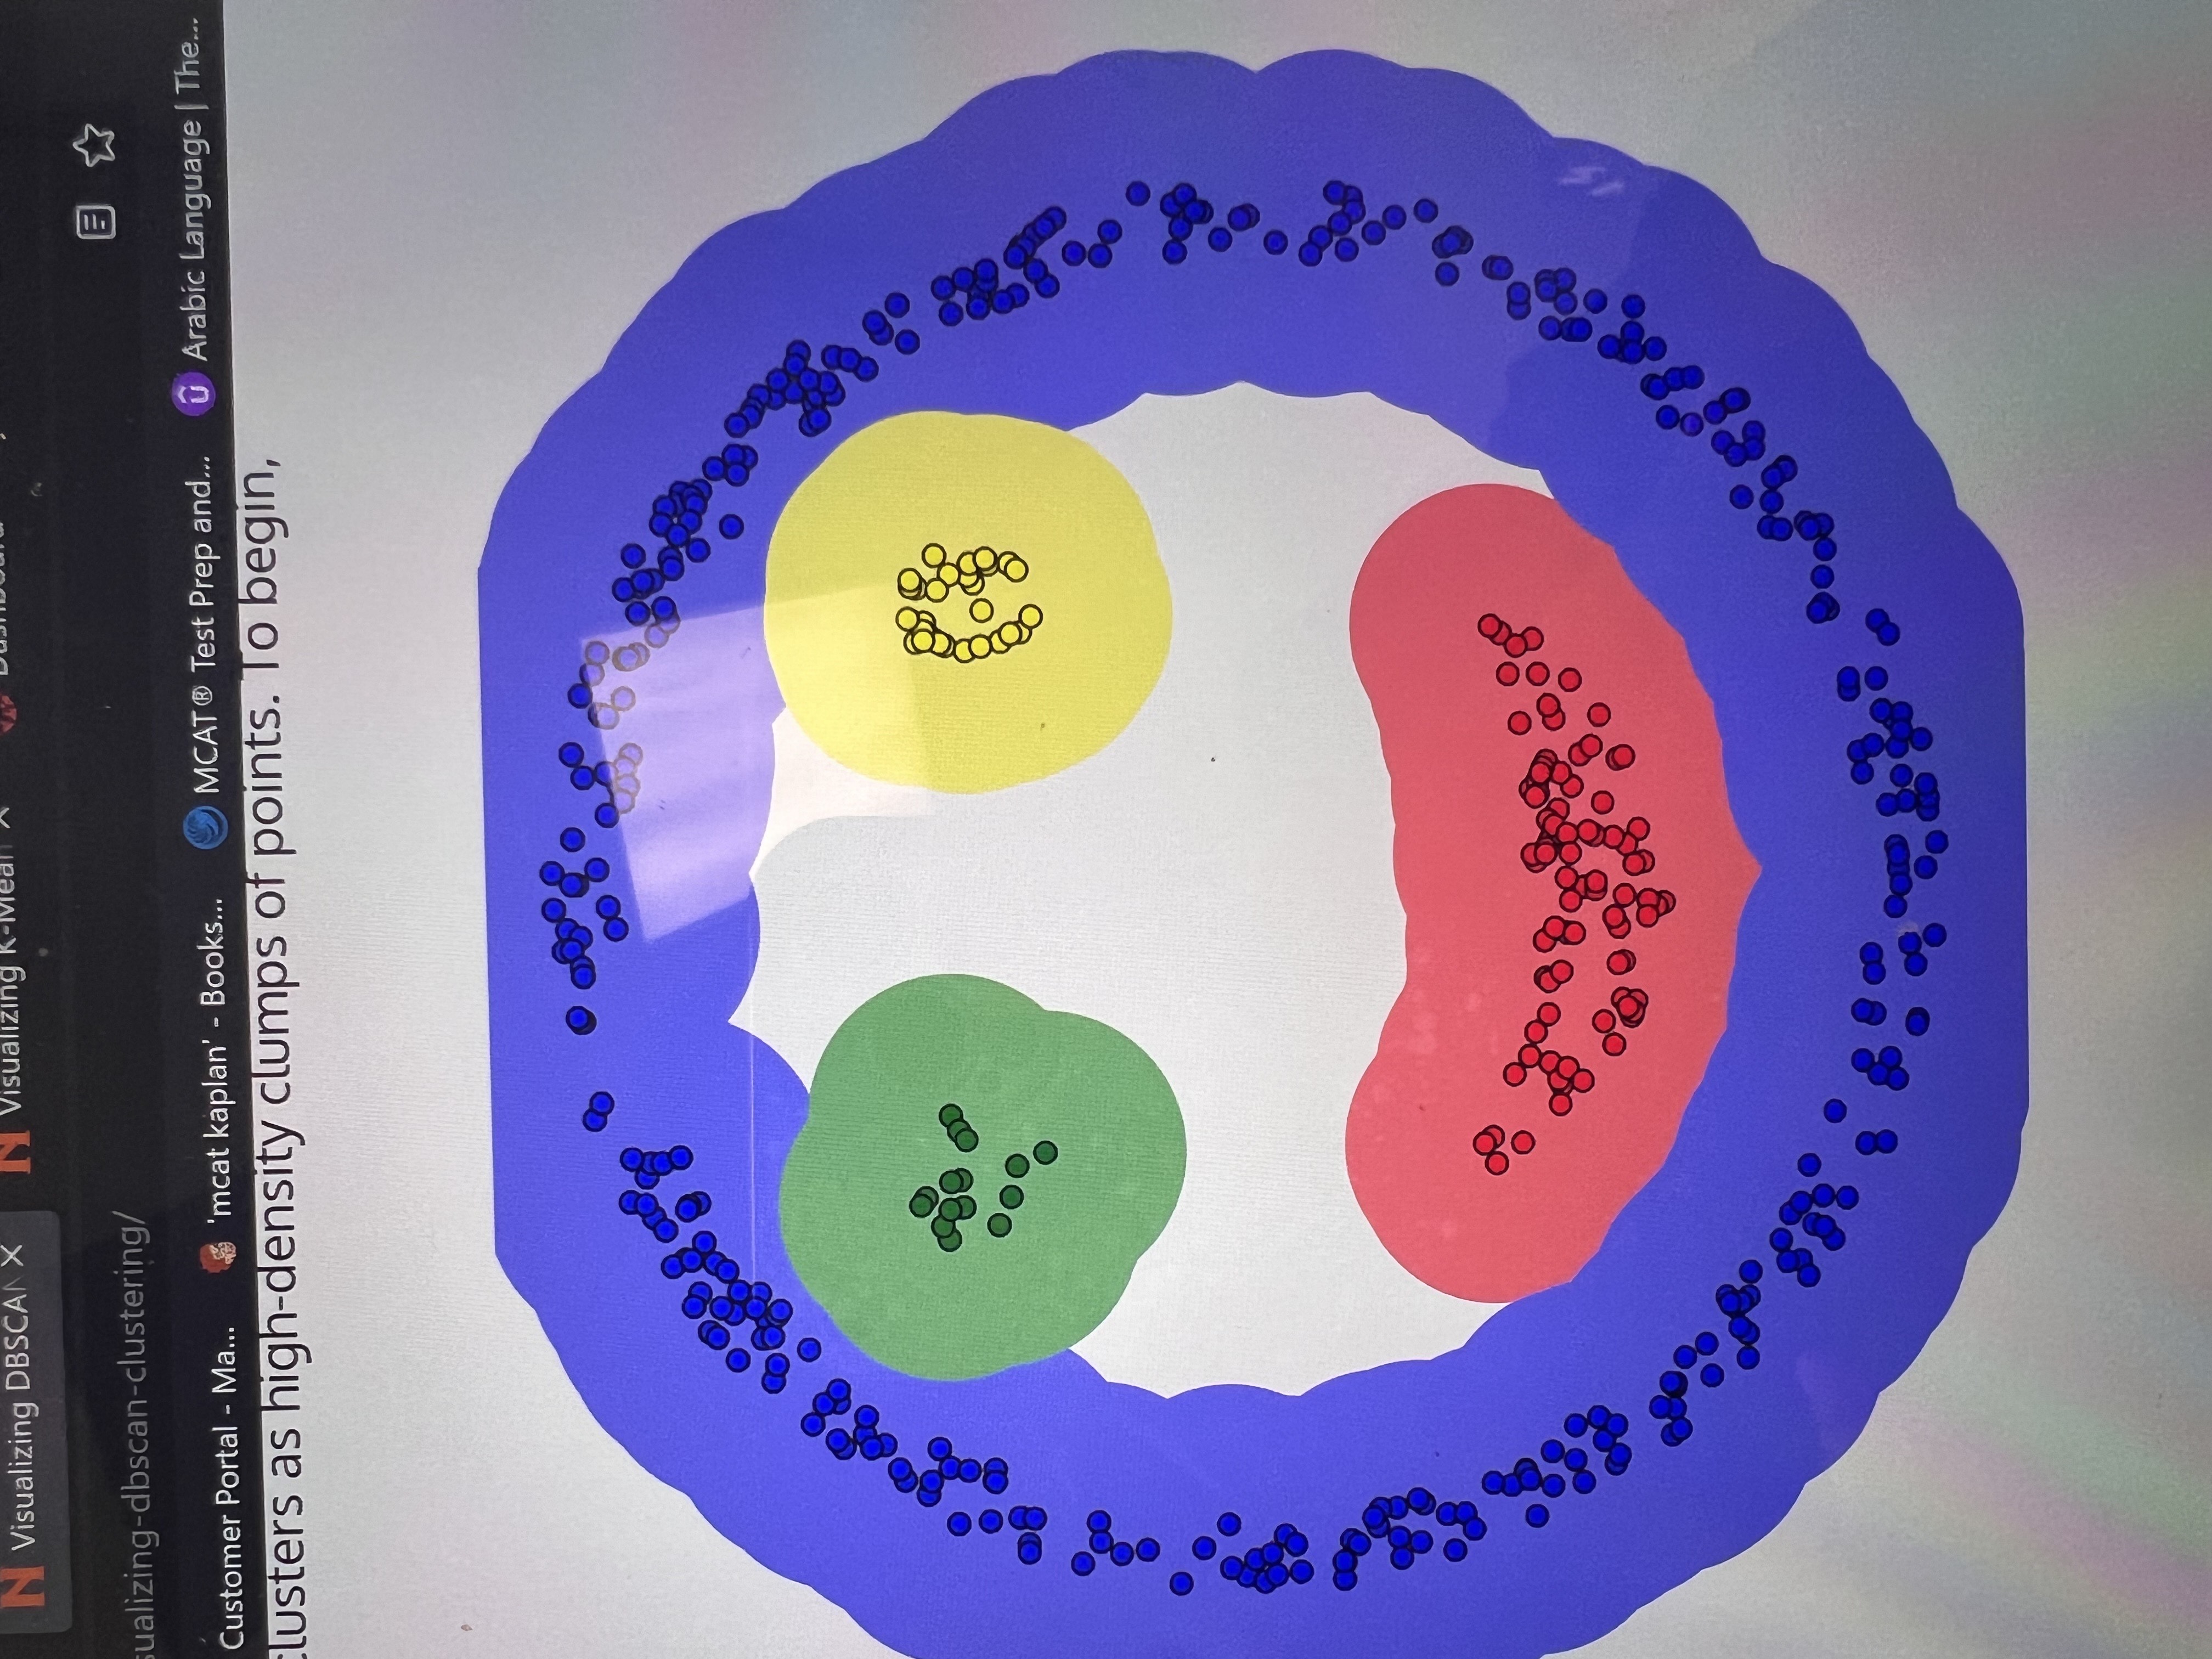 Visualizing DBSCAN
Visualizing K-Mean
Dashboard
sualizing-dbscan-clustering/
Customer Portal - Ma...
'mcat kaplan' - Books...
MCAT® Test Prep and...
Arabic Language | The...
clusters as high-density clumps of points. To begin,